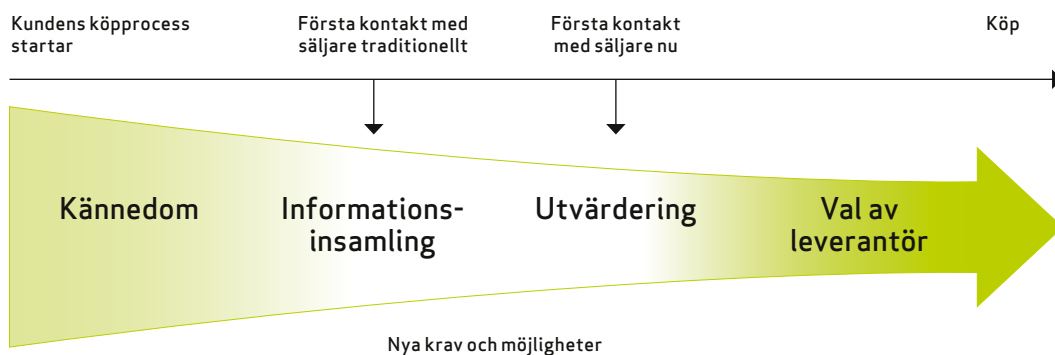 Kundens köpprocess
startar
Första kontakt med
säljare traditionellt
Första kontakt
med säljare nu
Köp
Kännedom
Informations-
insamling
Utvärdering
Val av
leverantör
Nya krav och möjligheter